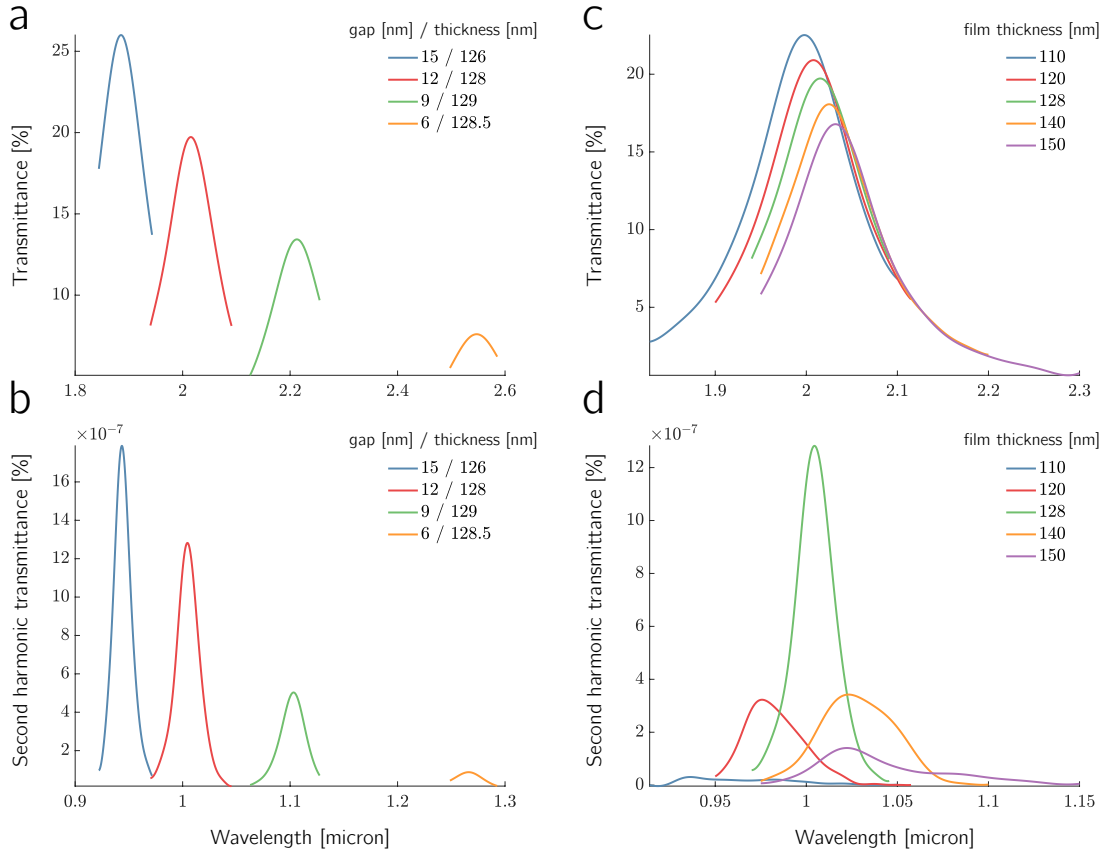 a
gap [nm] / thickness [nm]
15 / 126
12 / 128
9 / 129
6 / 128.5
Transmittance [%]
25
20
15
10
1.8
2
2.2
2.4
2.6
c
film thickness [nm]
110
120
128
140
150
Transmittance [%]
20
15
10
5
1.9
2
2.1
2.2
2.3
b
×10⁻⁷
gap [nm] / thickness [nm]
15 / 126
12 / 128
9 / 129
6 / 128.5
Second harmonic transmittance [%]
16
14
12
10
8
6
4
2
0.9
1
1.1
1.2
1.3
Wavelength [micron]
d
×10⁻⁷
film thickness [nm]
110
120
128
140
150
Second harmonic transmittance [%]
12
10
8
6
4
2
0
0.95
1
1.05
1.1
1.15
Wavelength [micron]